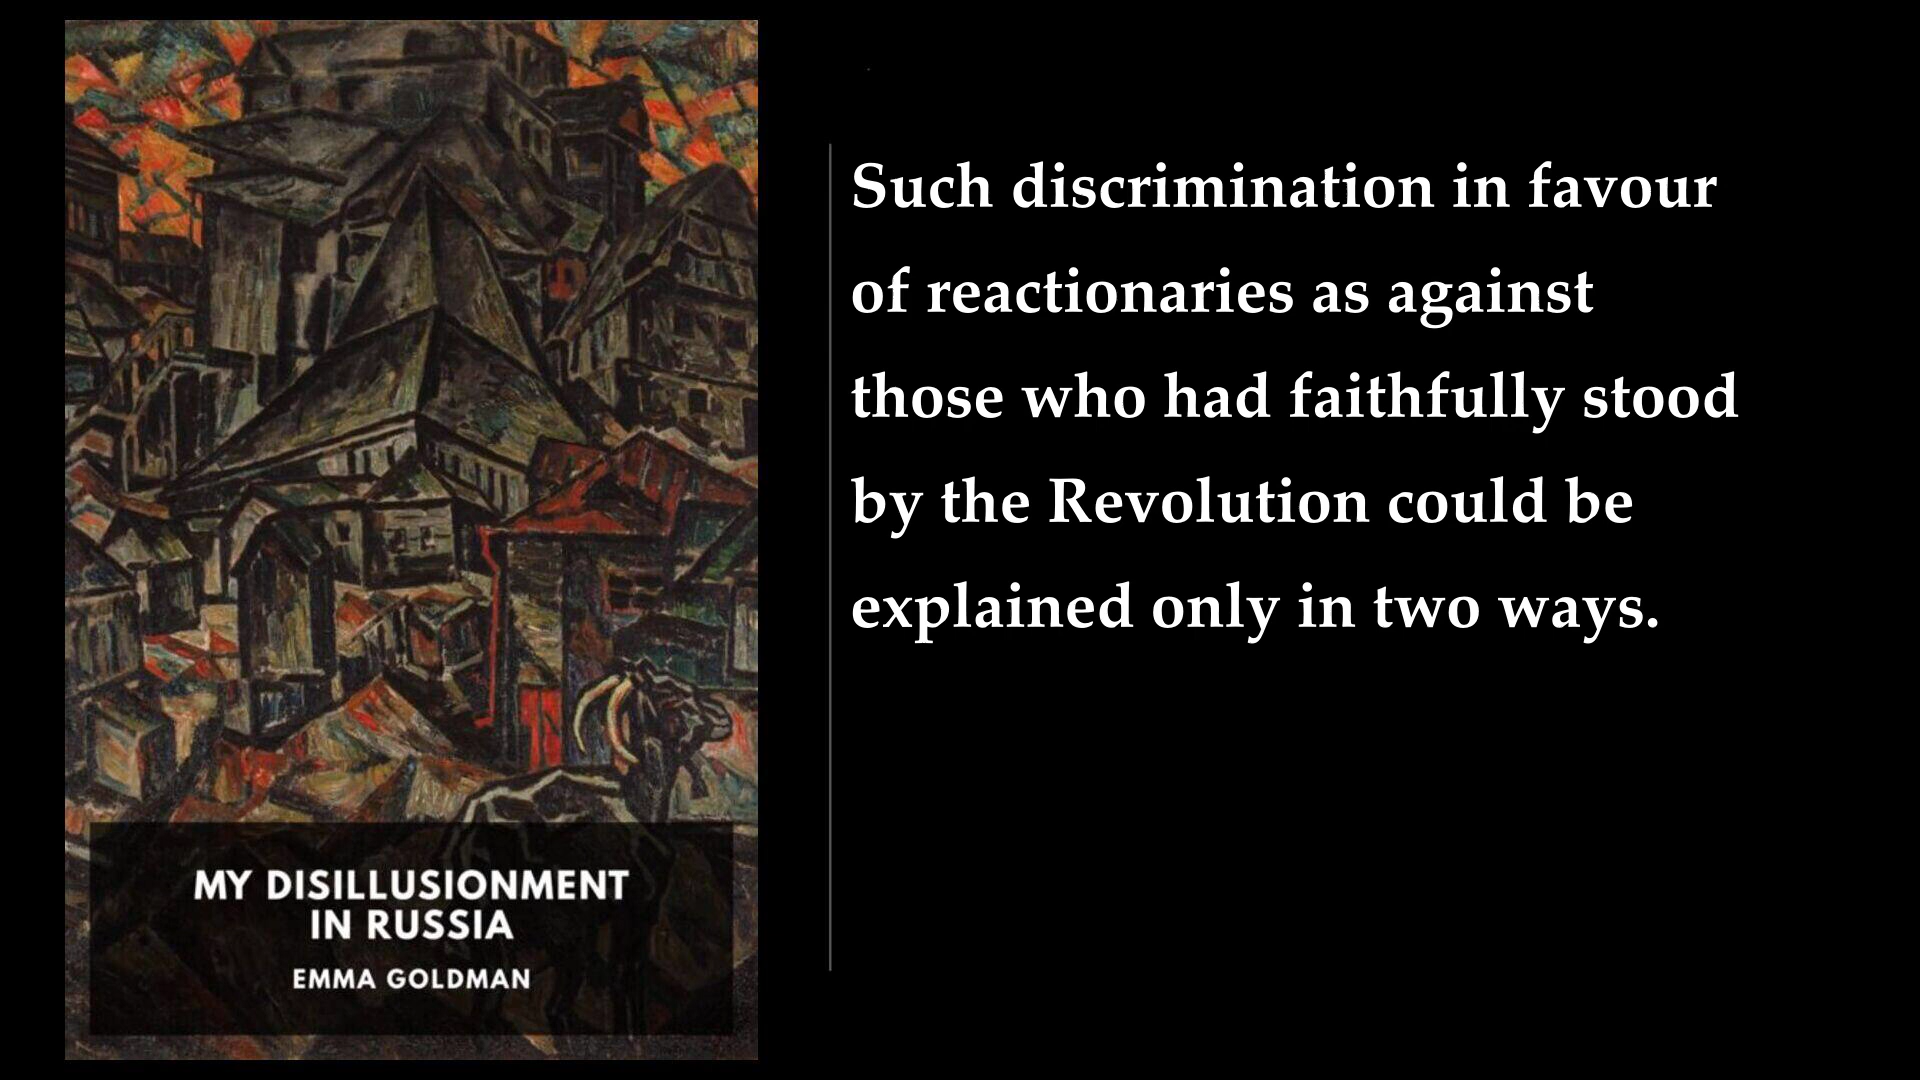 Such discrimination in favour
of reactionaries as against
those who had faithfully stood
by the Revolution could be
explained only in two ways.
MY DISILLUSIONMENT
IN RUSSIA
EMMA GOLDMAN